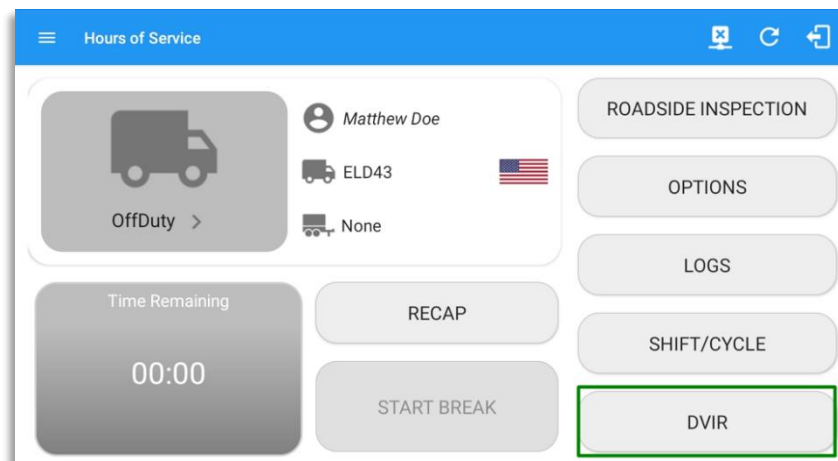 Hours of Service
Matthew Doe
ELD43
None
OffDuty >
Time Remaining
00:00
RECAP
START BREAK
ROADSIDE INSPECTION
OPTIONS
LOGS
SHIFT/CYCLE
DVIR